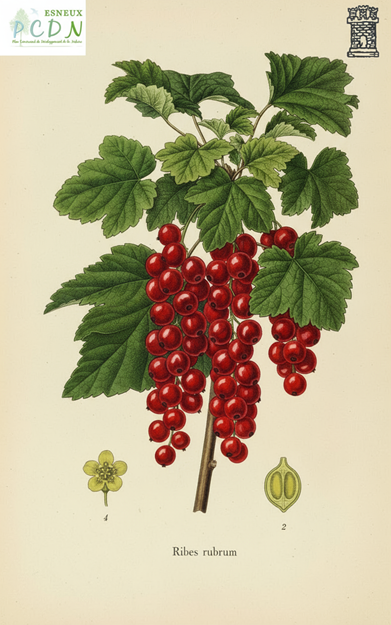 ESNEUX
PCDN
Plan Communal de Développement de la Nature
4
2
Ribes rubrum